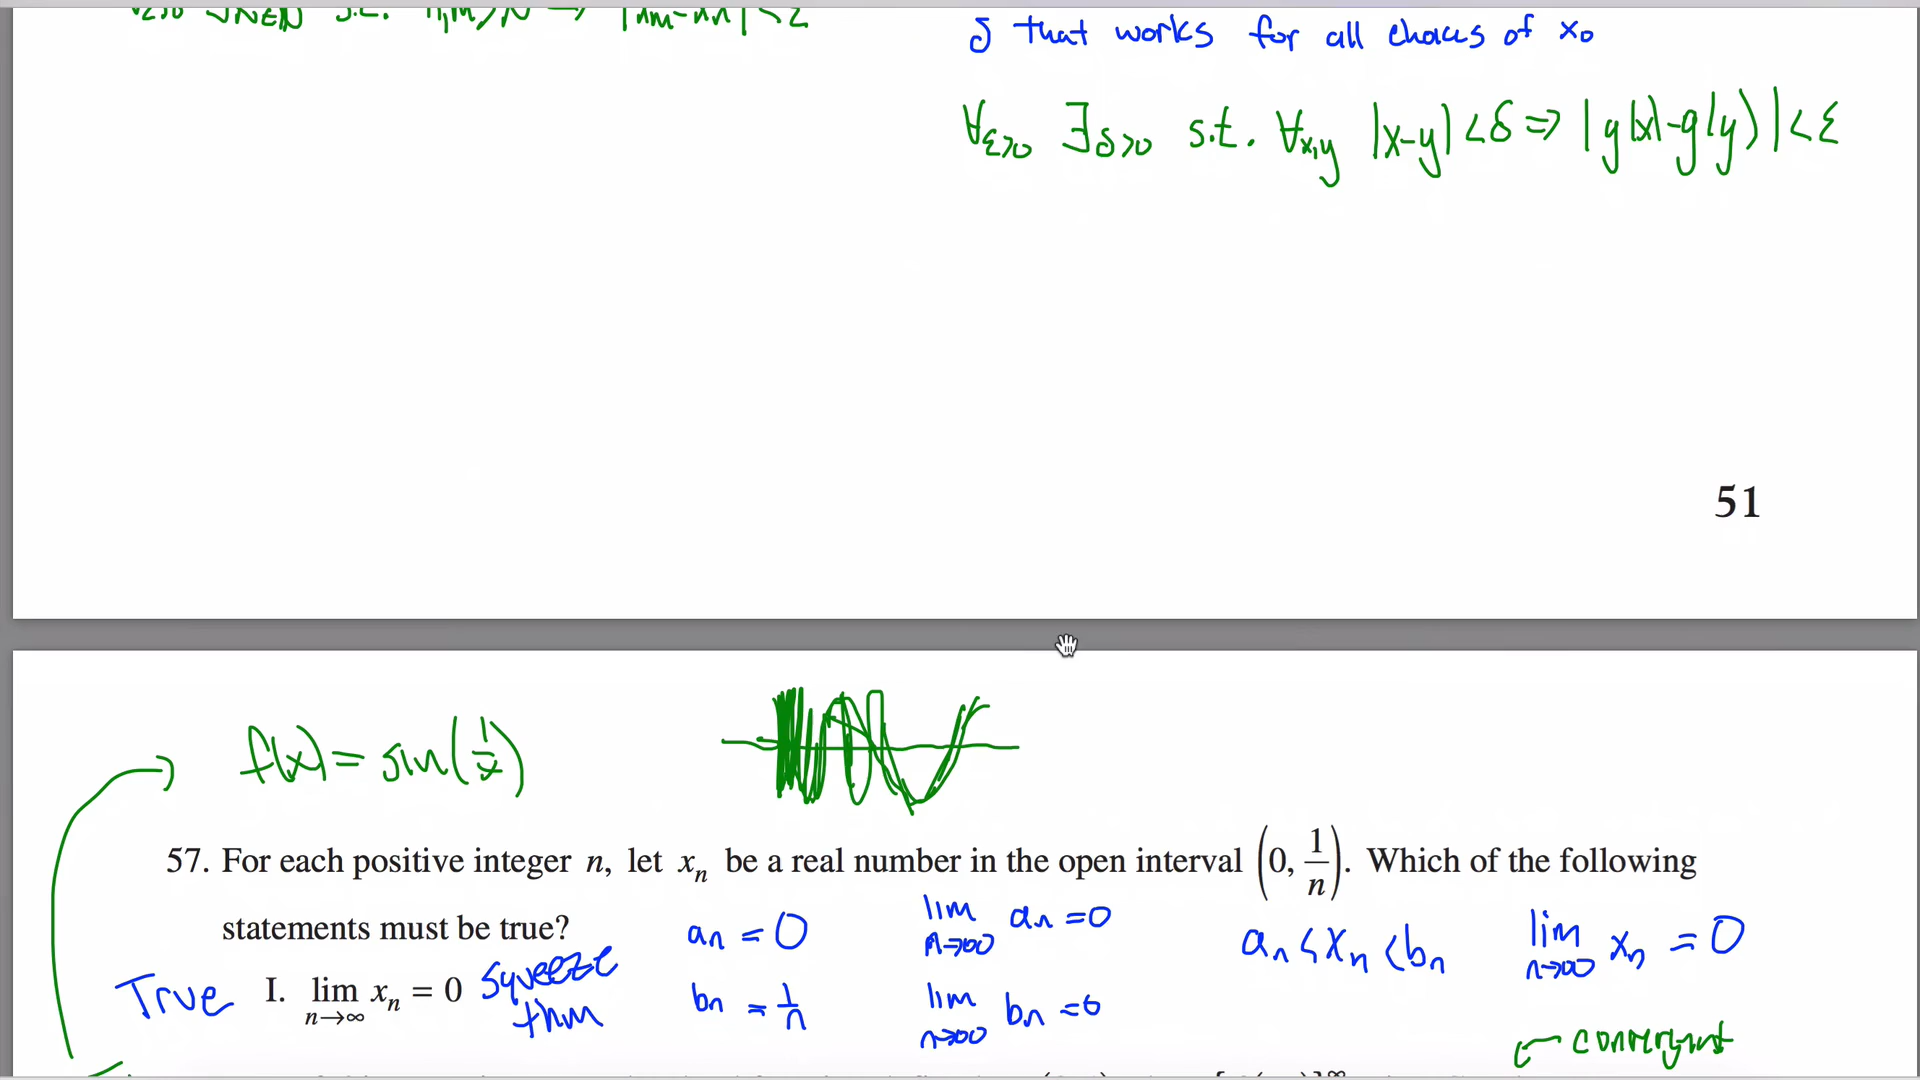 δ that works for all choices of x₀
∀ε>0 ∃δ>0 s.t. ∀x,y |x-y|<δ ⇒ |g(x)-g(y)|<ε
51
f(x) = sin(1/x)
57. For each positive integer n, let xₙ be a real number in the open interval (0, 1/n). Which of the following
statements must be true?
aₙ = 0
lim n→∞ aₙ = 0
aₙ < xₙ < bₙ
lim n→∞ xₙ = 0
True
I. lim n→∞ xₙ = 0
squeeze
thm
bₙ = 1/n
lim n→∞ bₙ = 0
convergent